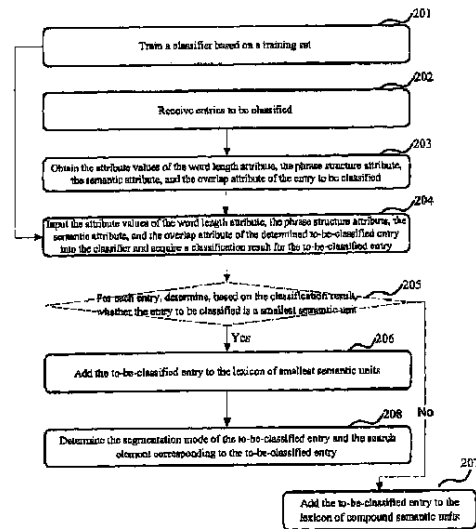 201
Train a classifier based on a training set
202
Receive entries to be classified
203
Obtain the attribute values of the word length attribute, the phrase structure attribute,
the semantic attribute, and the overlap attribute of the entry to be classified
204
Input the attribute values of the word length attribute, the phrase structure attribute, the
semantic attribute, and the overlap attribute of the determined to-be-classified entry
into the classifier and acquire a classification result for the to-be-classified entry
205
For each entry, determine, based on the classification result,
whether the entry to be classified is a smallest semantic unit
Yes
206
Add the to-be-classified entry to the lexicon of smallest semantic units
208
No
Determine the segmentation mode of the to-be-classified entry and the search
element corresponding to the to-be-classified entry
207
Add the to-be-classified entry to the
lexicon of compound semantic units